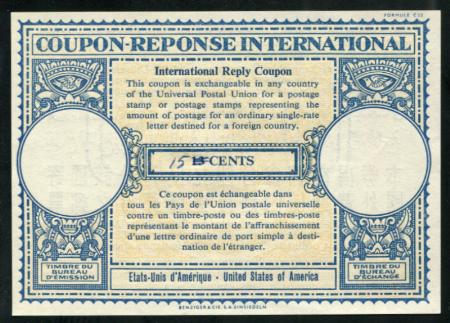 FORMULE C22
COUPON-REPONSE INTERNATIONAL
International Reply Coupon
This coupon is exchangeable in any country
of the Universal Postal Union for a postage
stamp or postage stamps representing the
amount of postage for an ordinary single-rate
letter destined for a foreign country.
15 CENTS
Ce coupon est échangeable dans
tous les Pays de l'Union postale universelle
contre un timbre-poste ou des timbres-poste
représentant le montant de l'affranchissement
d'une lettre ordinaire de port simple à desti-
nation de l'étranger.
TIMBRE DU
BUREAU
D'ÉMISSION
TIMBRE DU
BUREAU
D'ÉCHANGE
Etats-Unis d'Amérique - United States of America
BENZIGER & CIE. S.A. EINSIEDELN